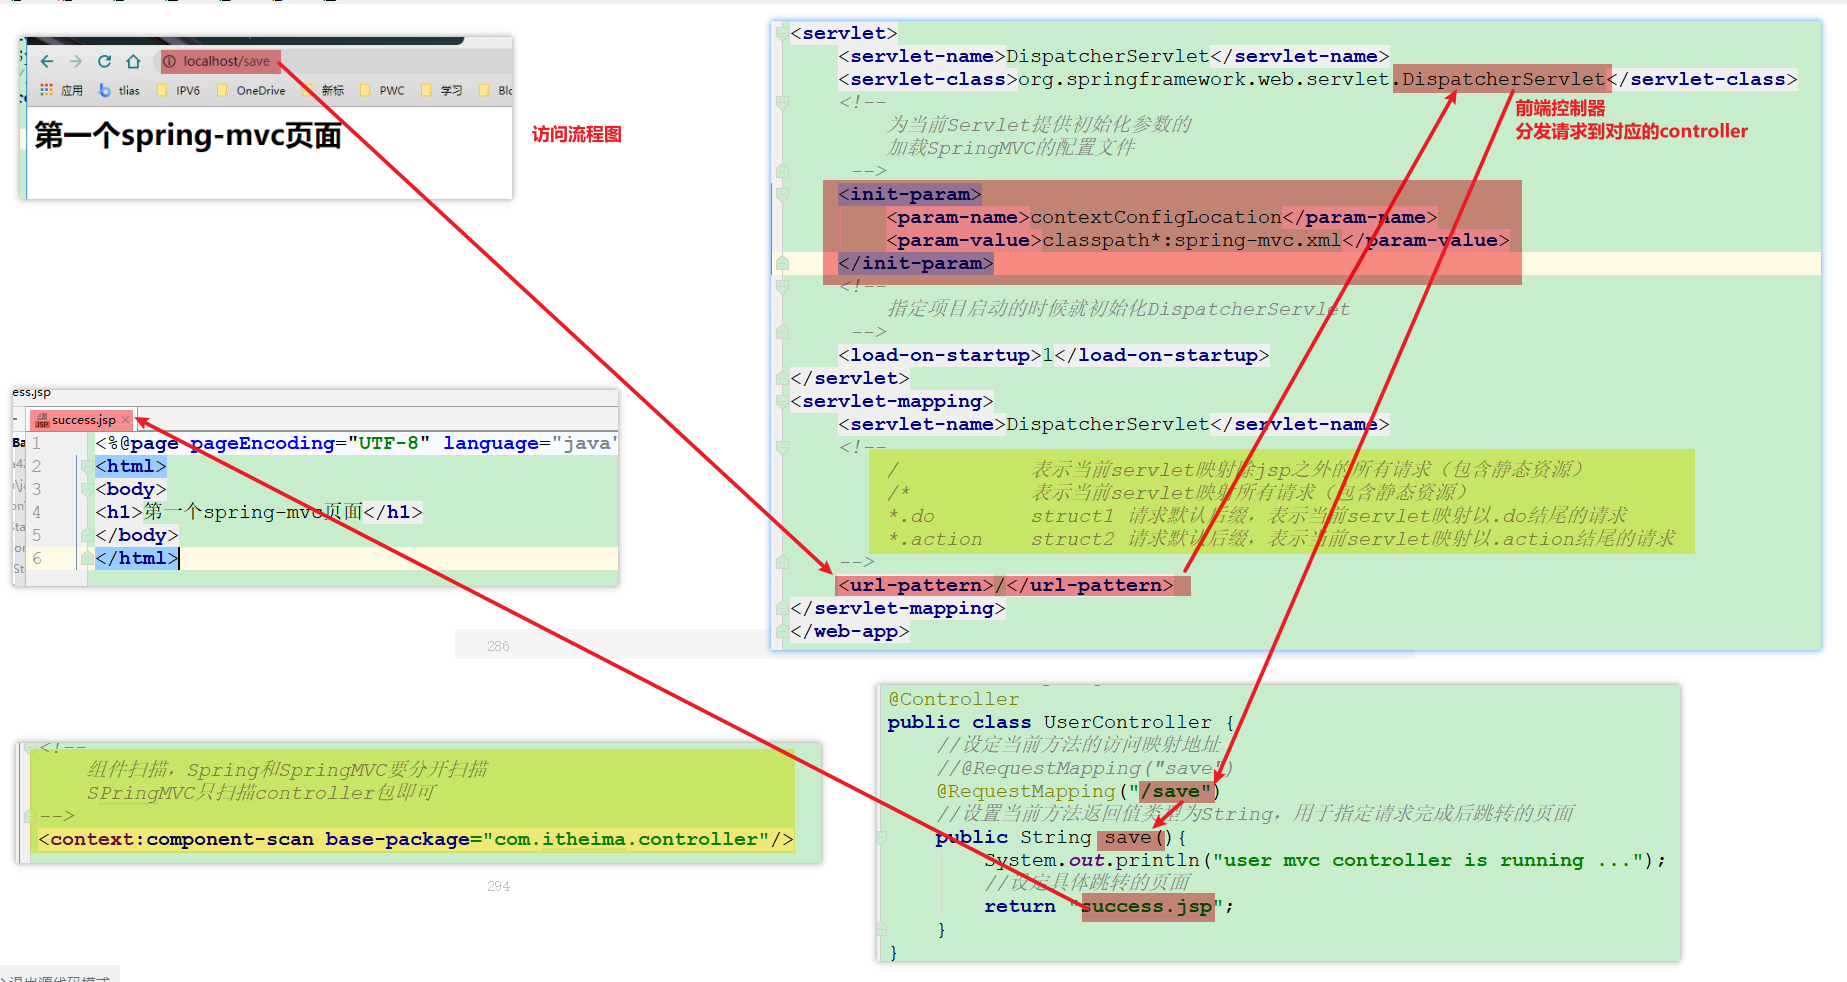 localhost/save
应用 tlias IPV6 OneDrive 新标 PWC 学习
第一个spring-mvc页面
访问流程图
<servlet>
<servlet-name>DispatcherServlet</servlet-name>
<servlet-class>org.springframework.web.servlet.DispatcherServlet</servlet-class>
<!--
为当前Servlet提供初始化参数的
加载SpringMVC的配置文件
-->
前端控制器
分发请求到对应的controller
<init-param>
<param-name>contextConfigLocation</param-name>
<param-value>classpath*:spring-mvc.xml</param-value>
</init-param>
<!--
指定项目启动的时候就初始化DispatcherServlet
-->
<load-on-startup>1</load-on-startup>
</servlet>
<servlet-mapping>
<servlet-name>DispatcherServlet</servlet-name>
<!--
/ 表示当前servlet映射除jsp之外的所有请求（包含静态资源）
/* 表示当前servlet映射所有请求（包含静态资源）
*.do struct1 请求默认后缀，表示当前servlet映射以.do结尾的请求
*.action struct2 请求默认后缀，表示当前servlet映射以.action结尾的请求
-->
<url-pattern>/</url-pattern>
</servlet-mapping>
</web-app>
ess.jsp
success.jsp
1 <%@page pageEncoding="UTF-8" language="java"
2 <html>
3 <body>
4 <h1>第一个spring-mvc页面</h1>
5 </body>
6 </html>
286
<!--
组件扫描，Spring和SpringMVC要分开扫描
SPringMVC只扫描controller包即可
-->
<context:component-scan base-package="com.itheima.controller"/>
294
@Controller
public class UserController {
//设定当前方法的访问映射地址
//@RequestMapping("save")
@RequestMapping("/save")
//设置当前方法返回值类型为String，用于指定请求完成后跳转的页面
public String save(){
System.out.println("user mvc controller is running ...");
//设定具体跳转的页面
return "success.jsp";
}
}